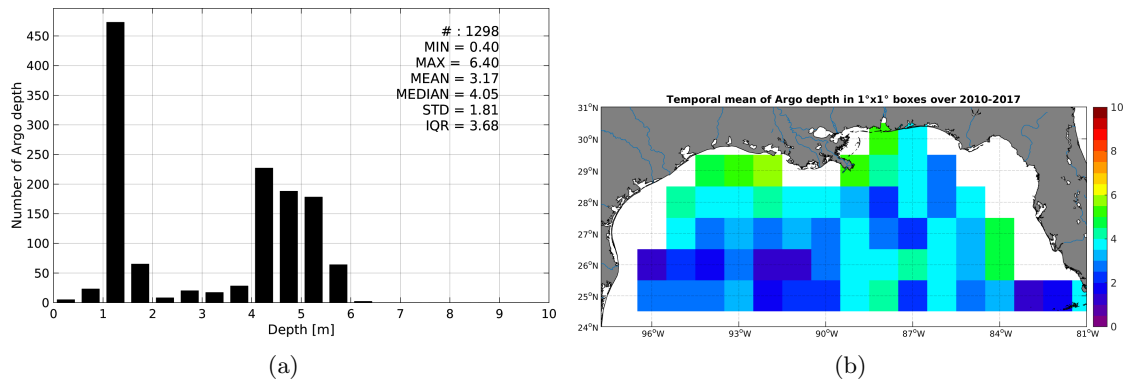 450
400
350
300
250
200
150
100
50
0
Number of Argo depth
# : 1298
MIN = 0.40
MAX = 6.40
MEAN = 3.17
MEDIAN = 4.05
STD = 1.81
IQR = 3.68
0 1 2 3 4 5 6 7 8 9 10
Depth [m]
(a)
Temporal mean of Argo depth in 1°x1° boxes over 2010-2017
31°N
30°N
29°N
28°N
27°N
26°N
25°N
24°N
96°W 93°W 90°W 87°W 84°W 81°W
10
8
6
4
2
0
(b)